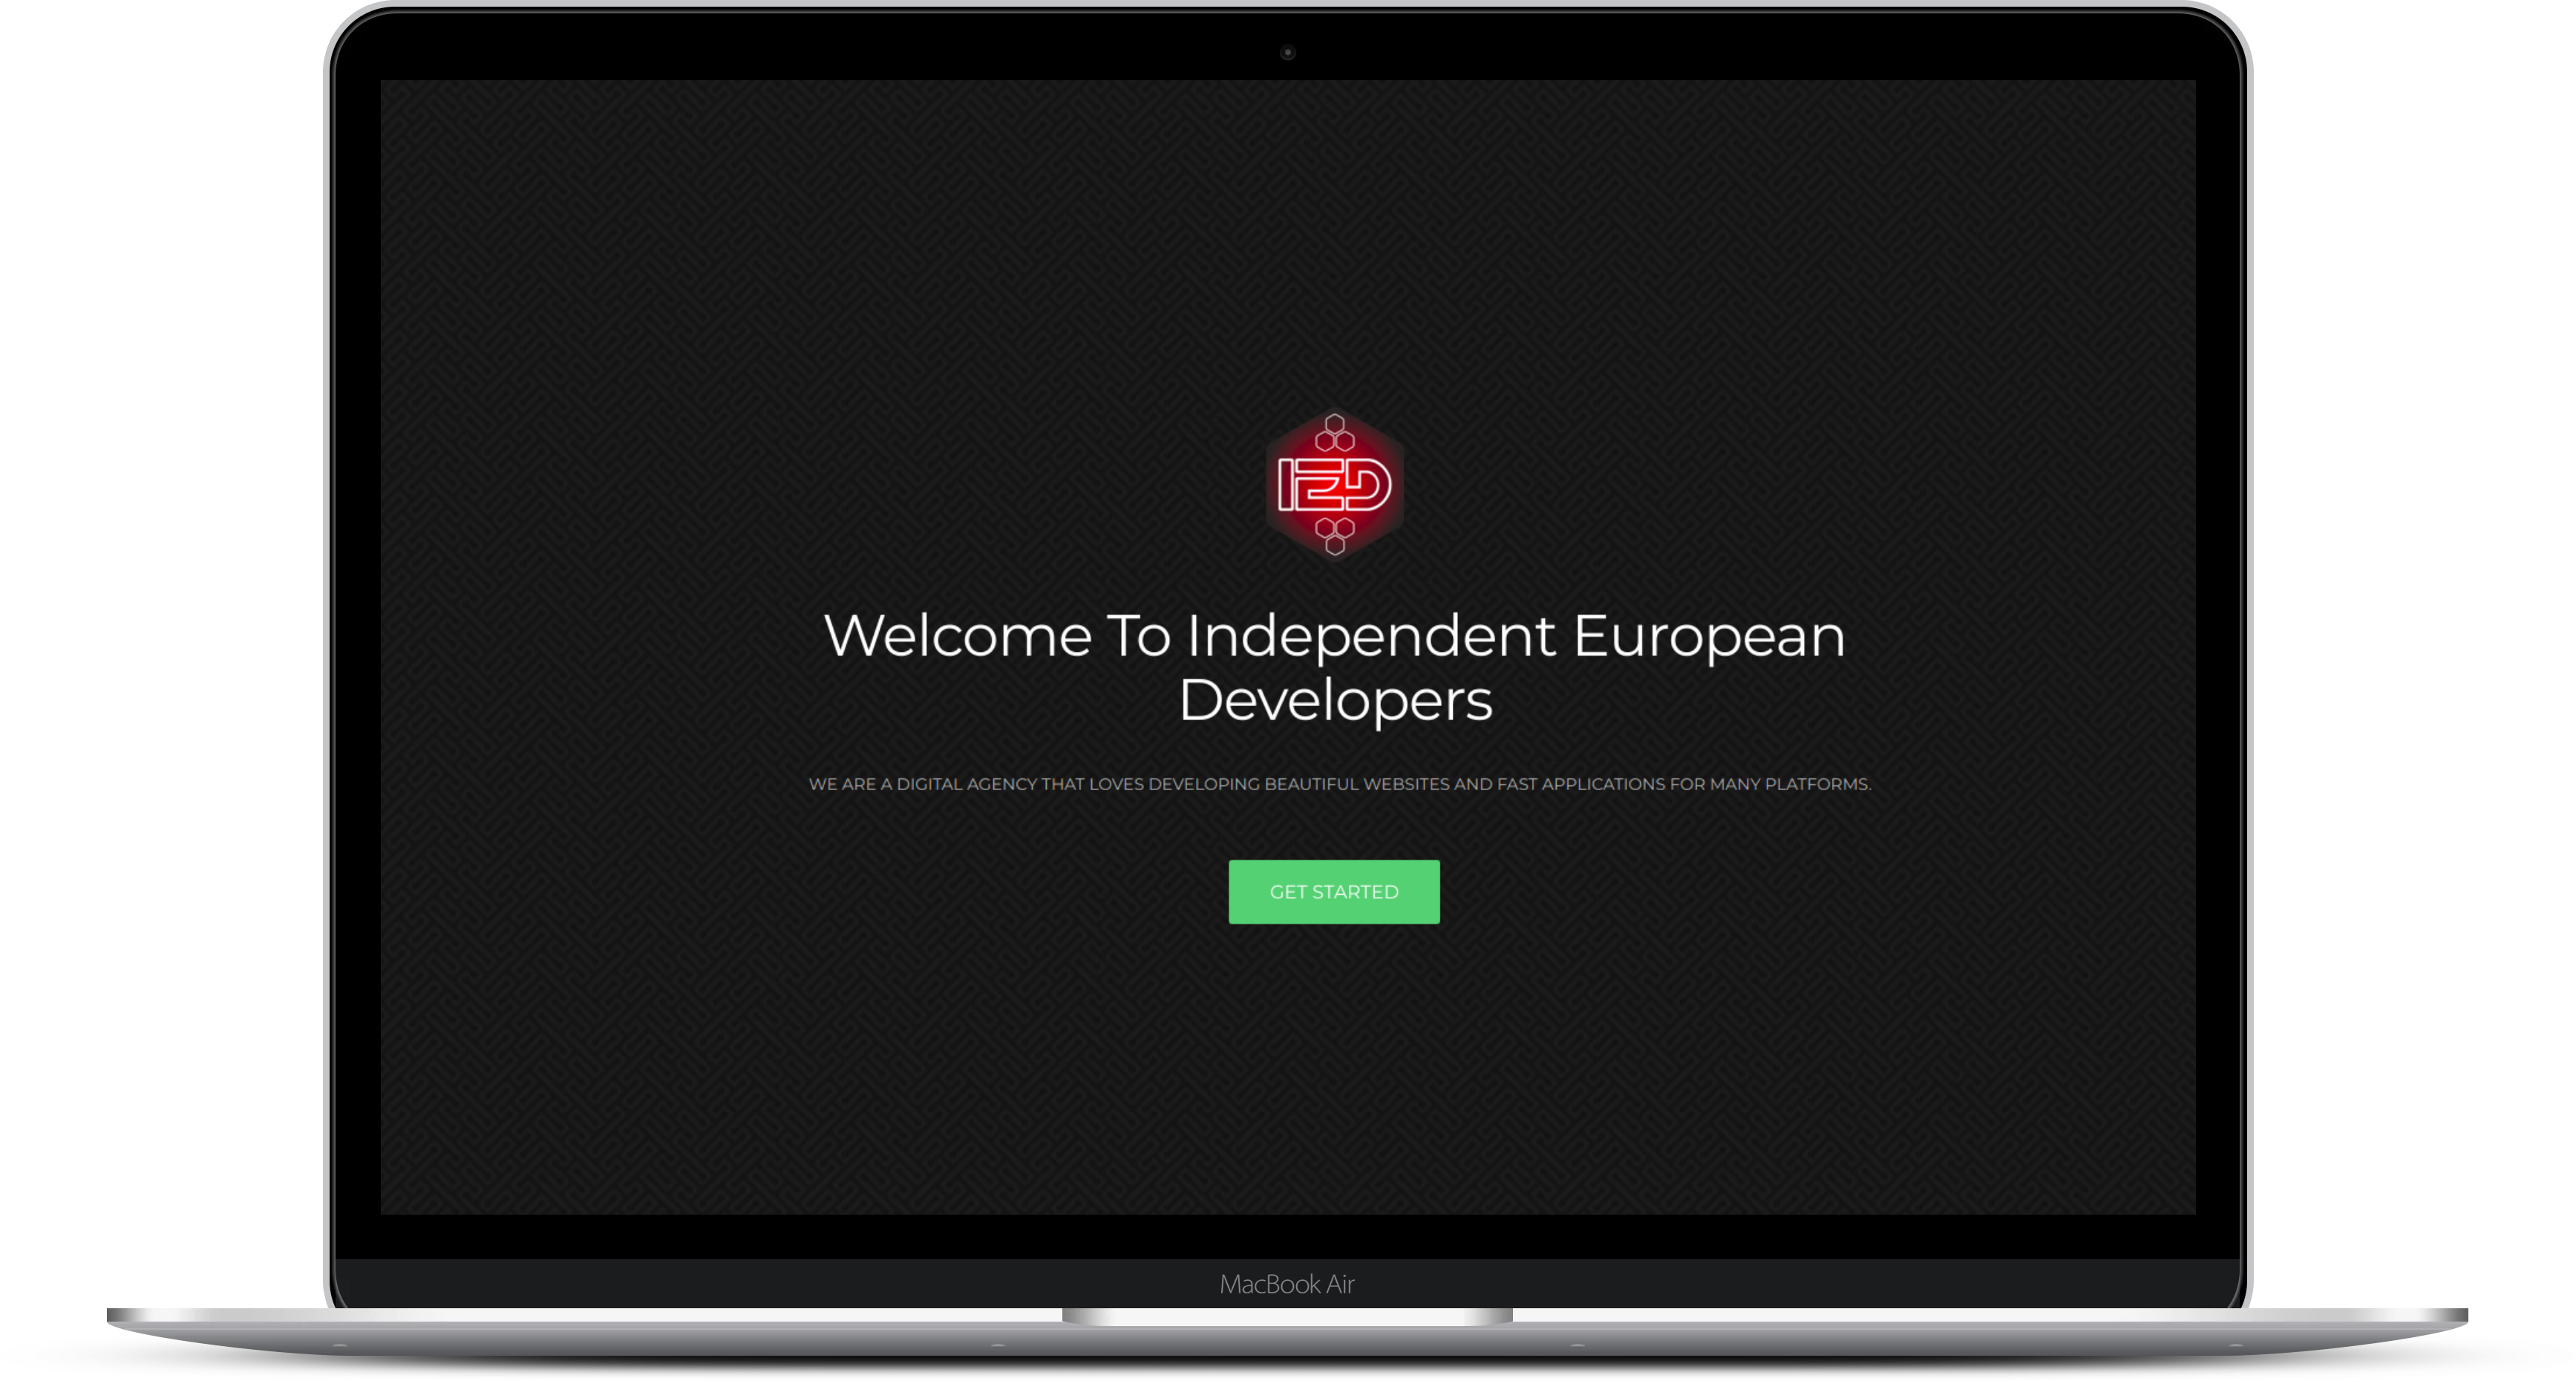 IED
Welcome To Independent European
Developers
WE ARE A DIGITAL AGENCY THAT LOVES DEVELOPING BEAUTIFUL WEBSITES AND FAST APPLICATIONS FOR MANY PLATFORMS.
GET STARTED
MacBook Air